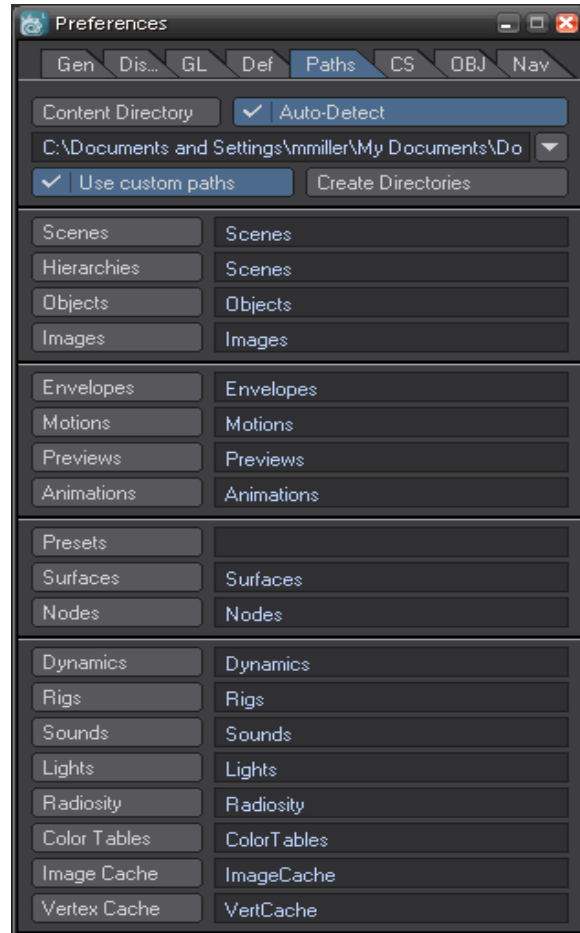 Preferences
Gen Dis... GL Def Paths CS OBJ Nav
Content Directory Auto-Detect
C:\Documents and Settings\mmiller\My Documents\Do
Use custom paths Create Directories
Scenes Scenes
Hierarchies Scenes
Objects Objects
Images Images
Envelopes Envelopes
Motions Motions
Previews Previews
Animations Animations
Presets
Surfaces Surfaces
Nodes Nodes
Dynamics Dynamics
Rigs Rigs
Sounds Sounds
Lights Lights
Radiosity Radiosity
Color Tables ColorTables
Image Cache ImageCache
Vertex Cache VertCache